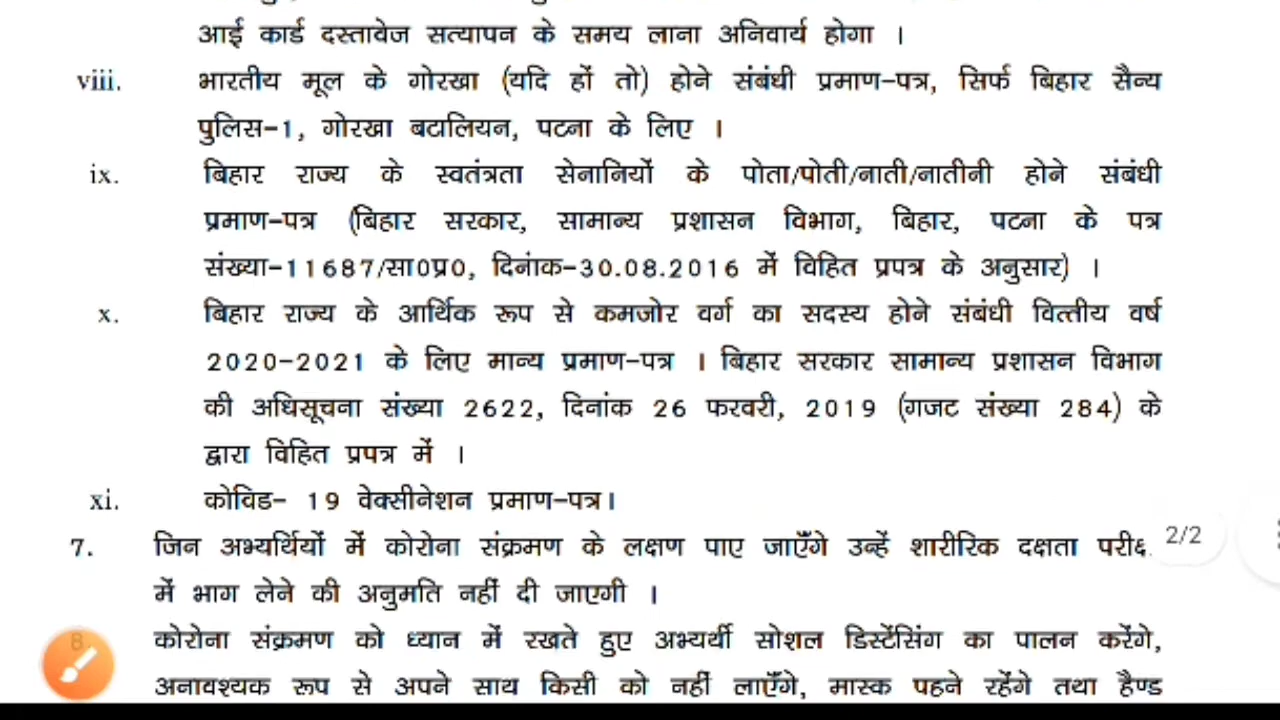 आई कार्ड दस्तावेज सत्यापन के समय लाना अनिवार्य होगा ।
viii. भारतीय मूल के गोरखा (यदि हों तो) होने संबंधी प्रमाण-पत्र, सिर्फ बिहार सैन्य
पुलिस-1, गोरखा बटालियन, पटना के लिए ।
ix. बिहार राज्य के स्वतंत्रता सेनानियों के पोता/पोती/नाती/नातीनी होने संबंधी
प्रमाण-पत्र (बिहार सरकार, सामान्य प्रशासन विभाग, बिहार, पटना के पत्र
संख्या-11687/सा0प्र0, दिनांक-30.08.2016 में विहित प्रपत्र के अनुसार) ।
x. बिहार राज्य के आर्थिक रूप से कमजोर वर्ग का सदस्य होने संबंधी वित्तीय वर्ष
2020-2021 के लिए मान्य प्रमाण-पत्र । बिहार सरकार सामान्य प्रशासन विभाग
की अधिसूचना संख्या 2622, दिनांक 26 फरवरी, 2019 (गजट संख्या 284) के
द्वारा विहित प्रपत्र में ।
xi. कोविड- 19 वेक्सीनेशन प्रमाण-पत्र।
7. जिन अभ्यर्थियों में कोरोना संक्रमण के लक्षण पाए जाएँगे उन्हें शारीरिक दक्षता
2/2
में भाग लेने की अनुमति नहीं दी जाएगी ।
8. कोरोना संक्रमण को ध्यान में रखते हुए अभ्यर्थी सोशल डिस्टेंसिंग का पालन करेंगे,
अनावश्यक रूप से अपने साथ किसी को नहीं लाएँगे, मास्क पहने रहेंगे तथा हैण्ड